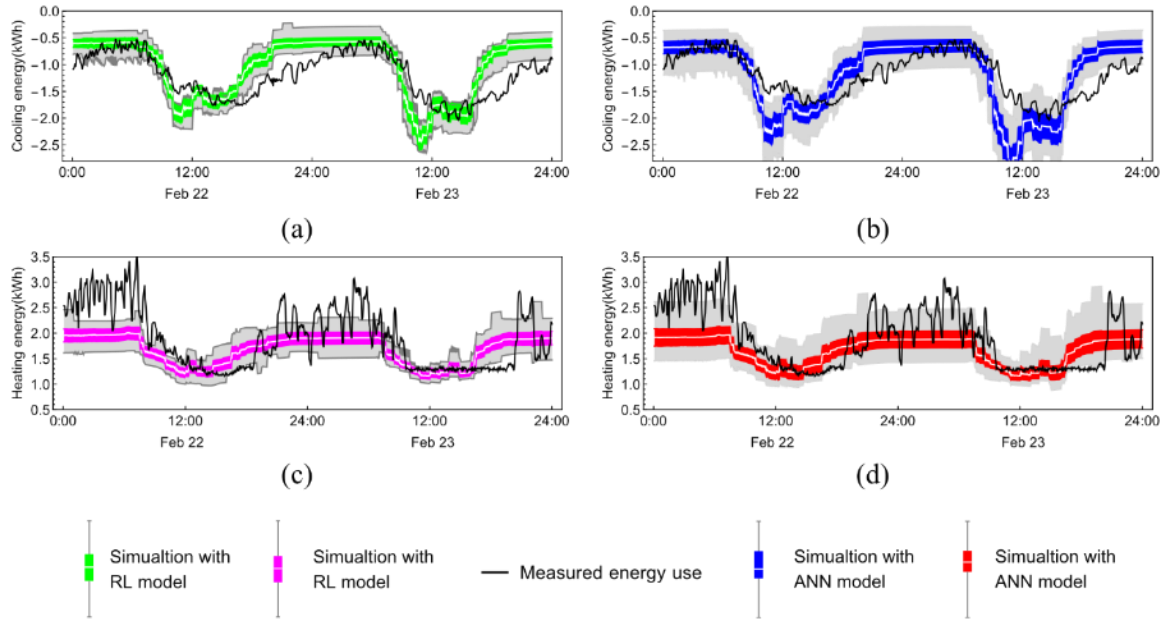 Cooling energy(kWh)
-0.5
-1.0
-1.5
-2.0
-2.5
0:00 12:00 24:00 12:00 24:00
Feb 22 Feb 23
(a)
Cooling energy(kWh)
-0.5
-1.0
-1.5
-2.0
-2.5
0:00 12:00 24:00 12:00 24:00
Feb 22 Feb 23
(b)
Heating energy(kWh)
3.5
3.0
2.5
2.0
1.5
1.0
0.5
0:00 12:00 24:00 12:00 24:00
Feb 22 Feb 23
(c)
Heating energy(kWh)
3.5
3.0
2.5
2.0
1.5
1.0
0.5
0:00 12:00 24:00 12:00 24:00
Feb 22 Feb 23
(d)
Simualtion with
RL model
Simualtion with
RL model
Measured energy use
Simualtion with
ANN model
Simualtion with
ANN model